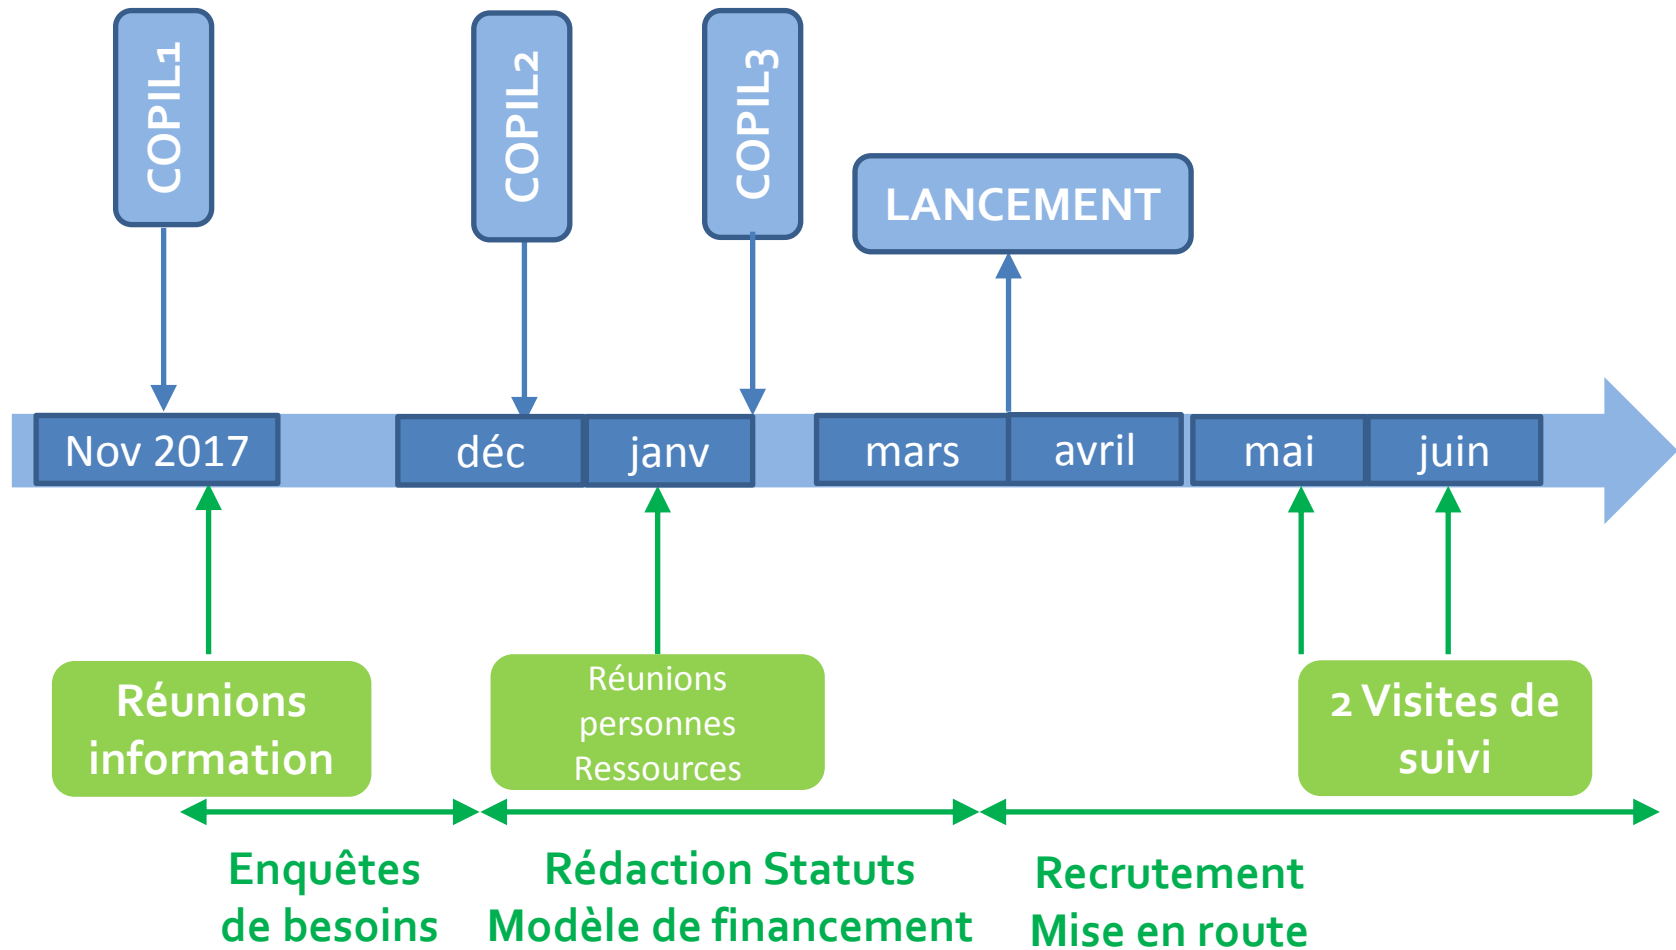 COPIL1
COPIL2
COPIL3
LANCEMENT
Nov 2017
déc
janv
mars
avril
mai
juin
Réunions
information
Réunions
personnes
Ressources
2 Visites de
suivi
Enquêtes
de besoins
Rédaction Statuts
Modèle de financement
Recrutement
Mise en route